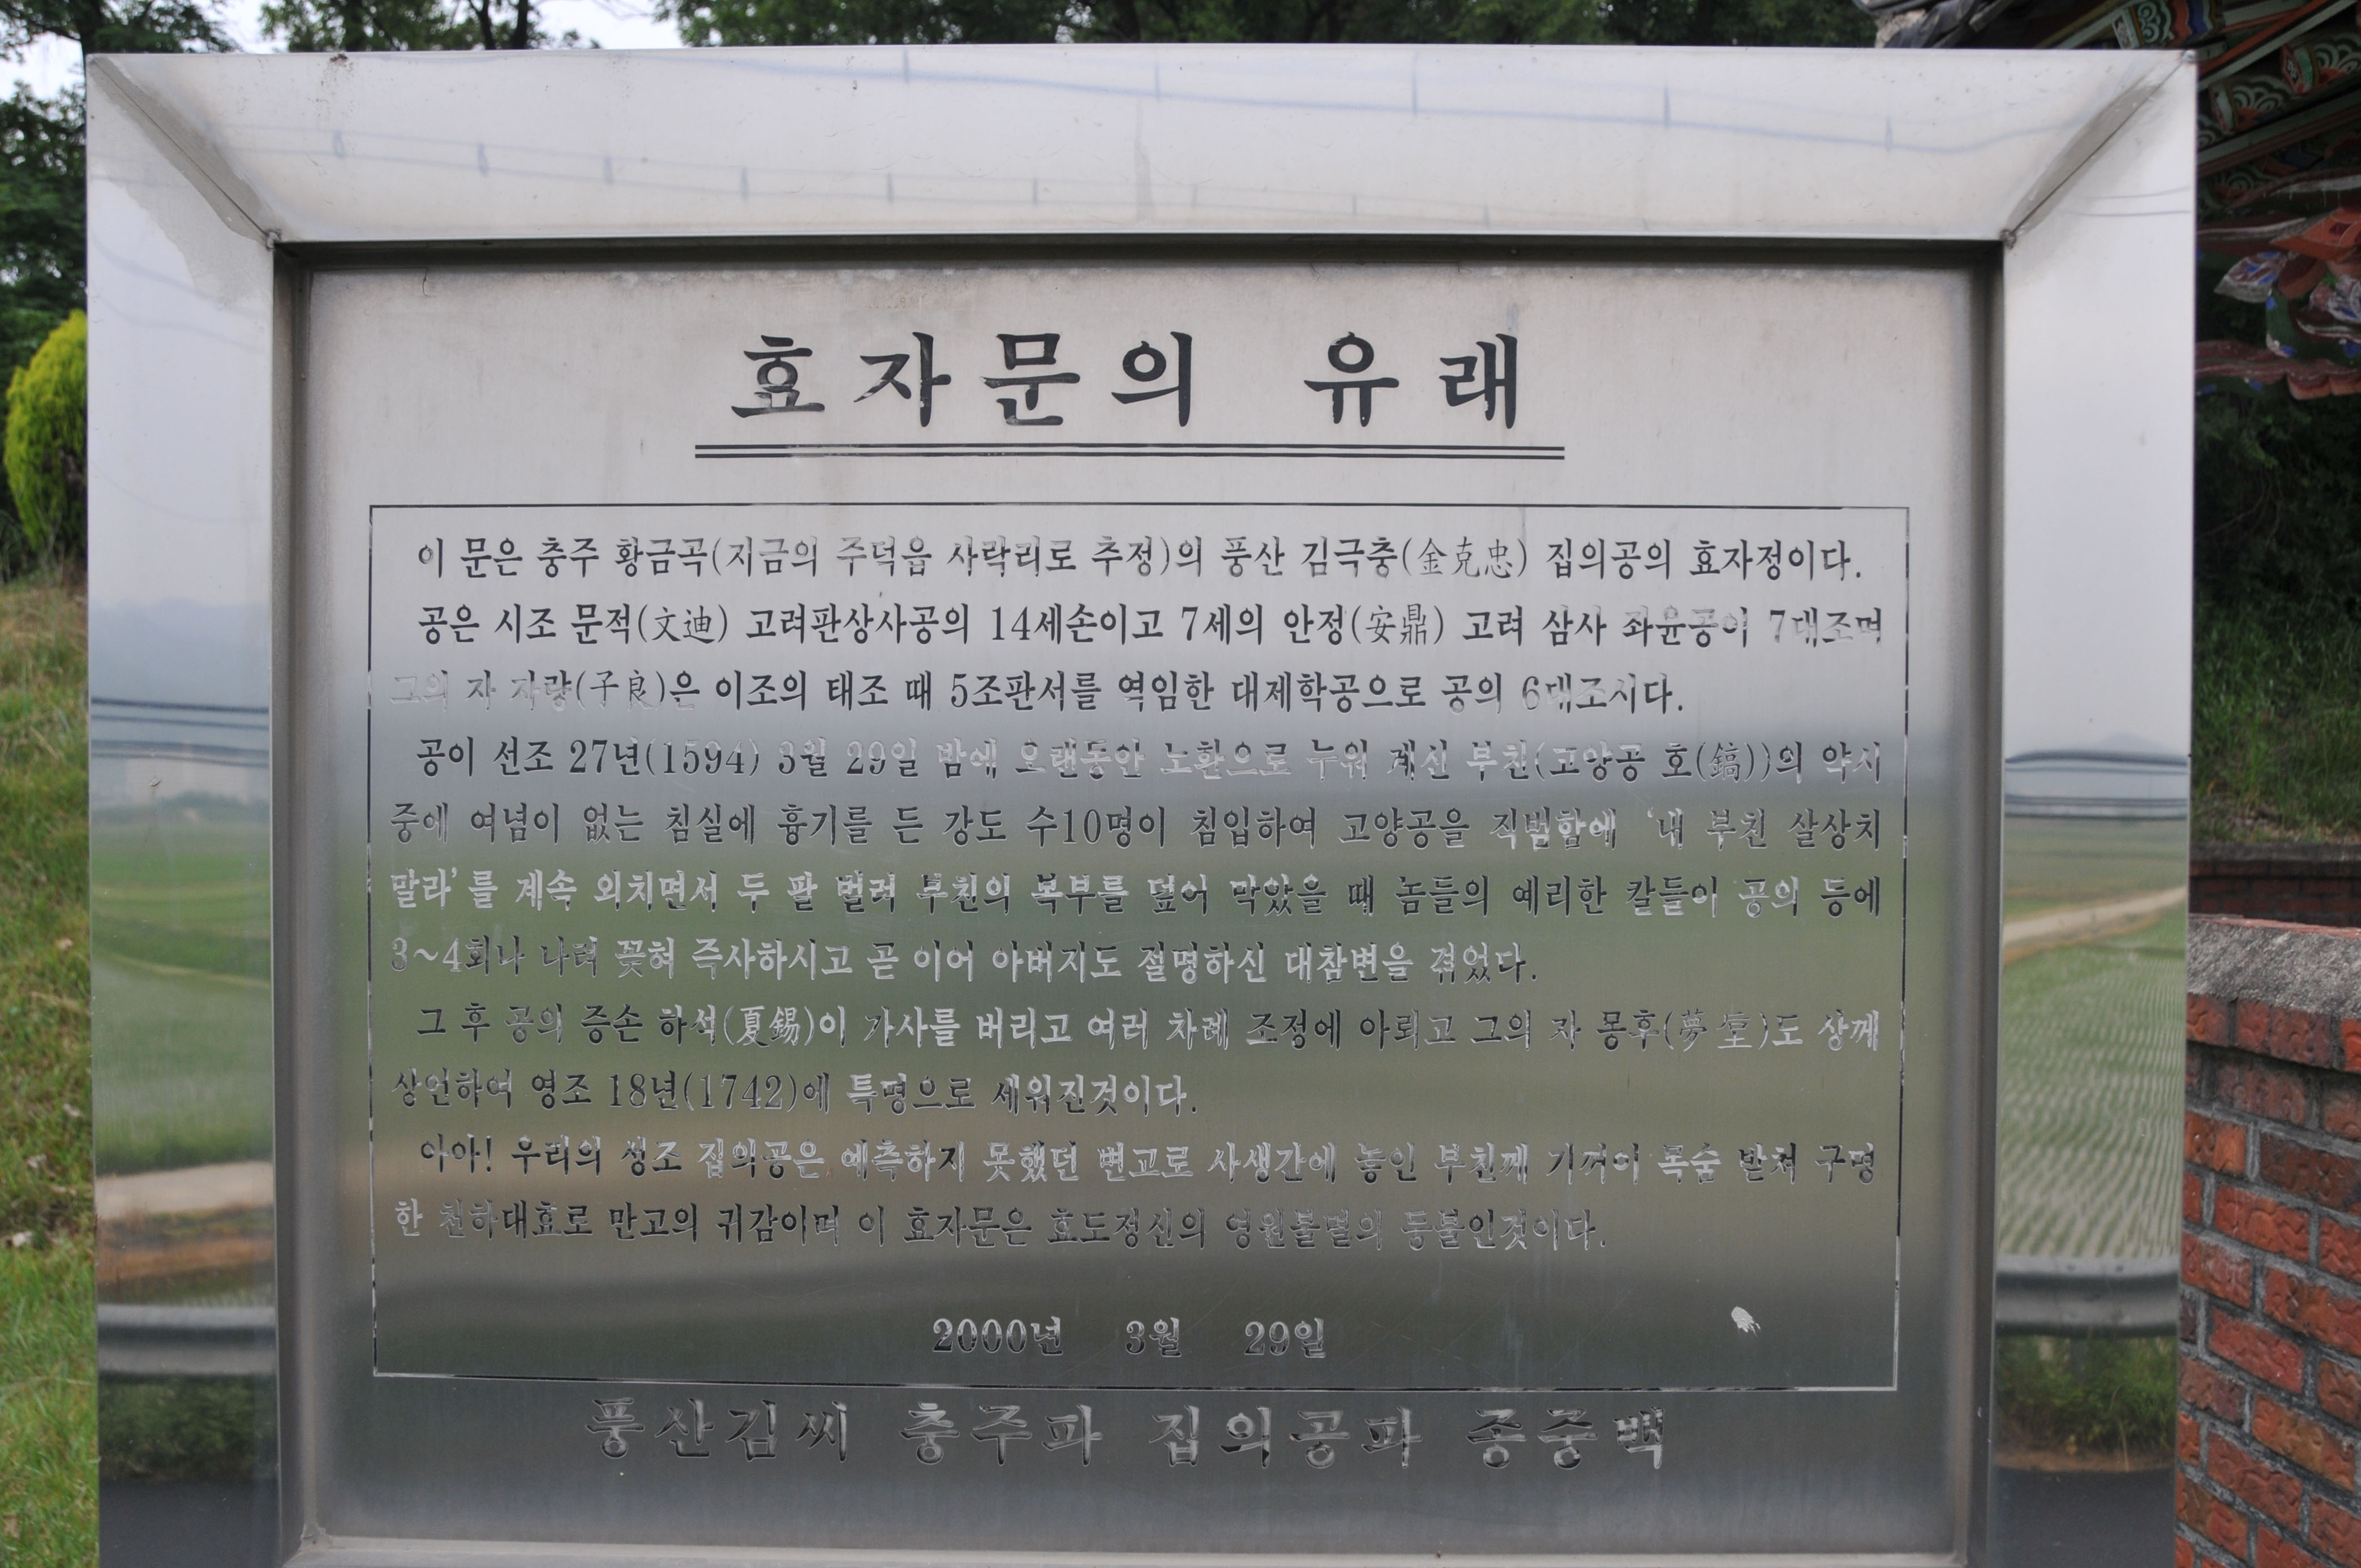 효자문의 유래
이 문은 충주 황금곡(지금의 주덕읍 사락리로 추정)의 풍산 김극충(金克忠) 집의공의 효자정이다.
공은 시조 문적(文迪) 고려판상사공의 14세손이고 7세의 안정(安鼎) 고려 삼사 좌윤공이 7대조며
그의 자 자량(子良)은 이조의 태조 때 5조판서를 역임한 대제학공으로 공의 6대조시다.
공이 선조 27년(1594) 3월 29일 밤에 오랜동안 노환으로 누워 계신 부친(고양공 호(鎬))의 약시
중에 여념이 없는 침실에 흉기를 든 강도 수10명이 침입하여 고양공을 직범함에 '내 부친 살상치
말라'를 계속 외치면서 두 팔 벌려 부친의 복부를 덮어 막았을 때 놈들의 예리한 칼들이 공의 등에
3~4회나 나려 꽂혀 즉사하시고 곧 이어 아버지도 절명하신 대참변을 겪었다.
그 후 공의 증손 하석(夏錫)이 가사를 버리고 여러 차례 조정에 아뢰고 그의 자 몽후(夢)도 상께
상언하여 영조 18년(1742)에 특명으로 세워진것이다.
아아! 우리의 성조 집의공은 예측하지 못했던 변고로 사생간에 놓인 부친께 기꺼이 목숨 받쳐 구명
한 천하대효로 만고의 귀감이며 이 효자문은 효도정신의 영원불멸의 등불인것이다.
2000년 3월 29일
풍산김씨 충주파 집의공파 종중백